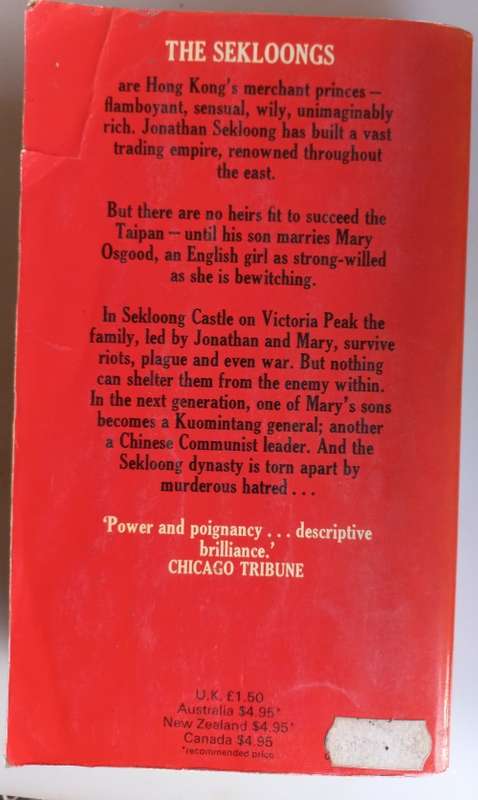 THE SEKLOONGS
are Hong Kong's merchant princes –
flamboyant, sensual, wily, unimaginably
rich. Jonathan Sekloong has built a vast
trading empire, renowned throughout
the east.
But there are no heirs fit to succeed the
Taipan – until his son marries Mary
Osgood, an English girl as strong-willed
as she is bewitching.
In Sekloong Castle on Victoria Peak the
family, led by Jonathan and Mary, survive
riots, plague and even war. But nothing
can shelter them from the enemy within.
In the next generation, one of Mary's sons
becomes a Kuomintang general; another
a Chinese Communist leader. And the
Sekloong dynasty is torn apart by
murderous hatred . . .
'Power and poignancy . . . descriptive
brilliance.'
CHICAGO TRIBUNE
U.K. £1.50
Australia $4.95*
New Zealand $4.95*
Canada $4.95
*recommended price